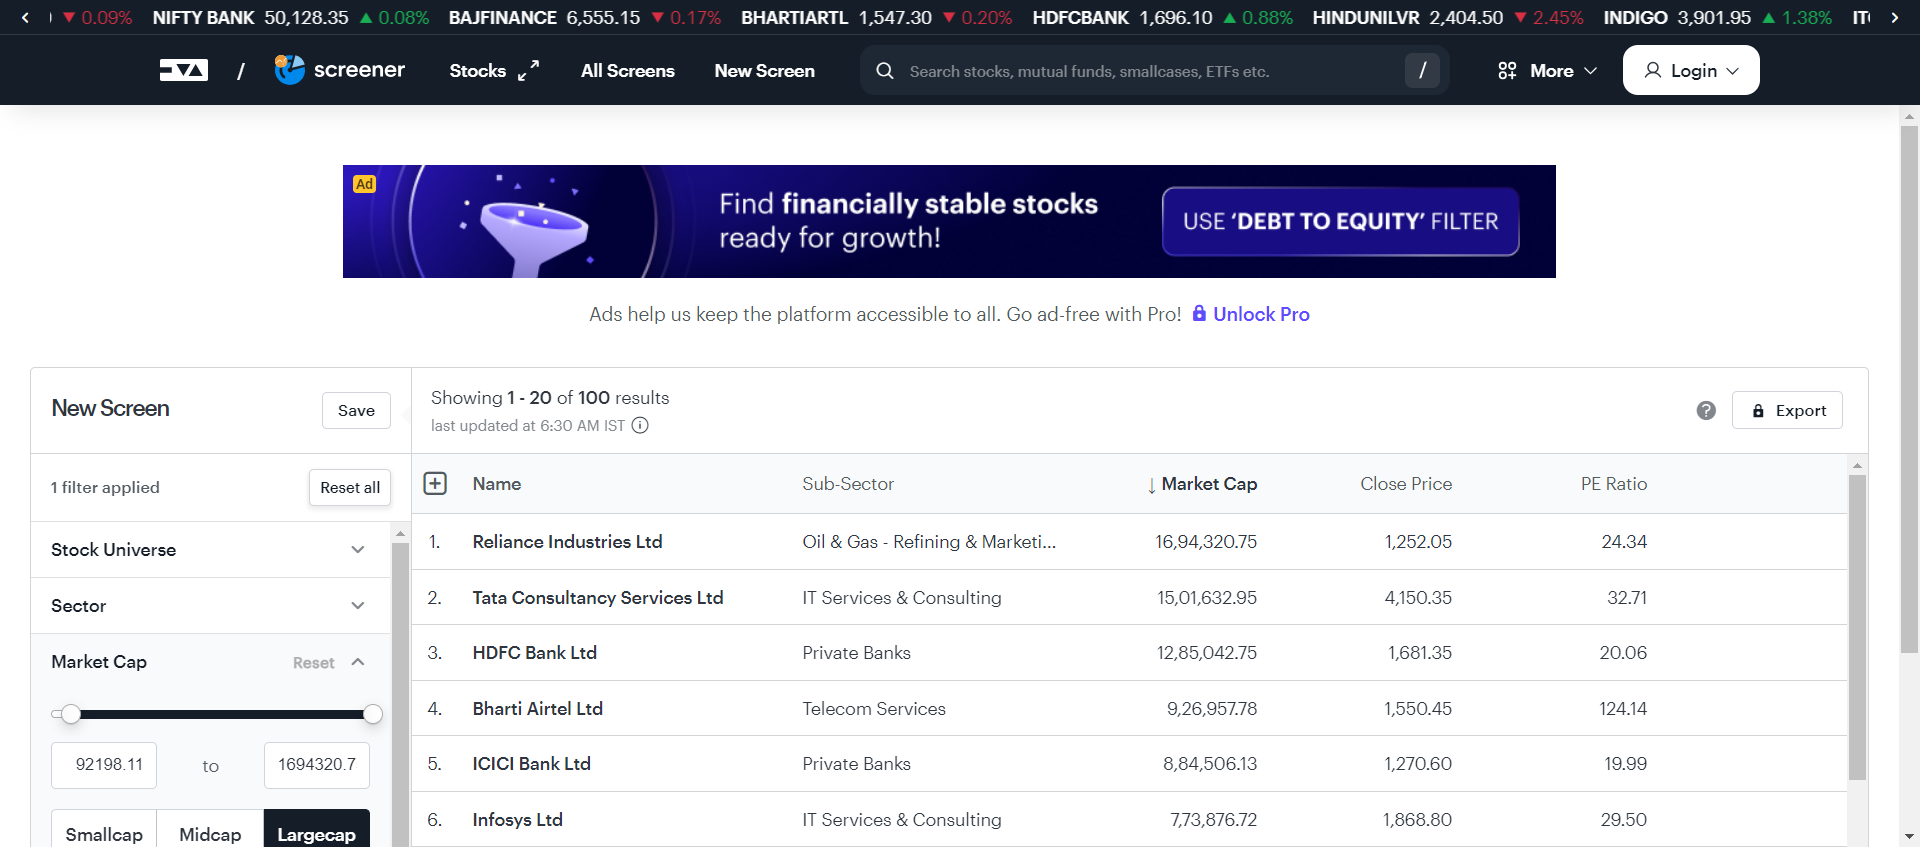 0.09% NIFTY BANK 50,128.35 0.08% BAJFINANCE 6,555.15 0.17% BHARTIARTL 1,547.30 0.20% HDFCBANK 1,696.10 0.88% HINDUNILVR 2,404.50 2.45% INDIGO 3,901.95 1.38%
/ screener Stocks All Screens New Screen Search stocks, mutual funds, smallcases, ETFs etc. / More Login
Ad
Find financially stable stocks
ready for growth!
USE ‘DEBT TO EQUITY’ FILTER
Ads help us keep the platform accessible to all. Go ad-free with Pro! Unlock Pro
New Screen Save
Showing 1 - 20 of 100 results
last updated at 6:30 AM IST
? Export
1 filter applied Reset all
Stock Universe
Sector
Market Cap Reset
92198.11 to 1694320.7
Smallcap Midcap Largecap
Name Sub-Sector ↓ Market Cap Close Price PE Ratio
1. Reliance Industries Ltd Oil & Gas - Refining & Marketi... 16,94,320.75 1,252.05 24.34
2. Tata Consultancy Services Ltd IT Services & Consulting 15,01,632.95 4,150.35 32.71
3. HDFC Bank Ltd Private Banks 12,85,042.75 1,681.35 20.06
4. Bharti Airtel Ltd Telecom Services 9,26,957.78 1,550.45 124.14
5. ICICI Bank Ltd Private Banks 8,84,506.13 1,270.60 19.99
6. Infosys Ltd IT Services & Consulting 7,73,876.72 1,868.80 29.50